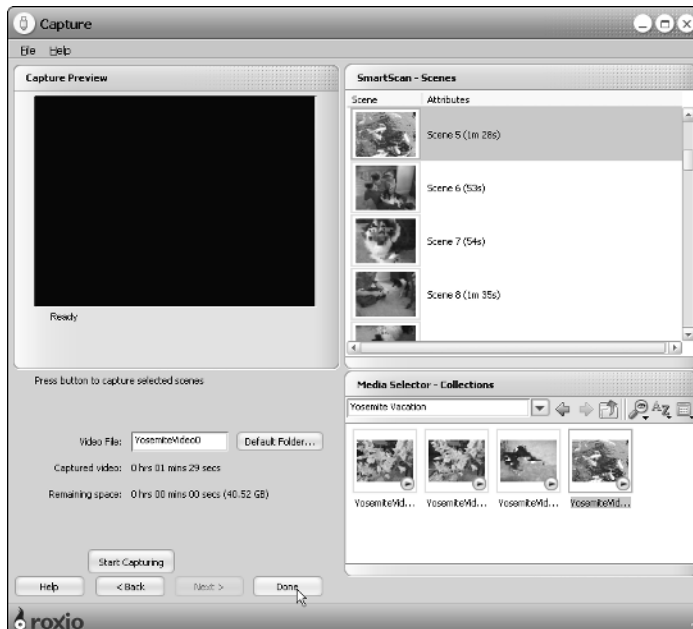 Capture
File Help
Capture Preview
Ready
Press button to capture selected scenes
Video File: YosemiteVideo0 Default Folder...
Captured video: 0 hrs 01 mins 29 secs
Remaining space: 0 hrs 00 mins 00 secs (40.52 GB)
Start Capturing
Help < Back Next > Done
SmartScan - Scenes
Scene Attributes
Scene 5 (1m 28s)
Scene 6 (53s)
Scene 7 (54s)
Scene 8 (1m 35s)
Media Selector - Collections
Yosemite Vacation
AZ
YosemiteVid... YosemiteVid... YosemiteVid... YosemiteVid...
roxio